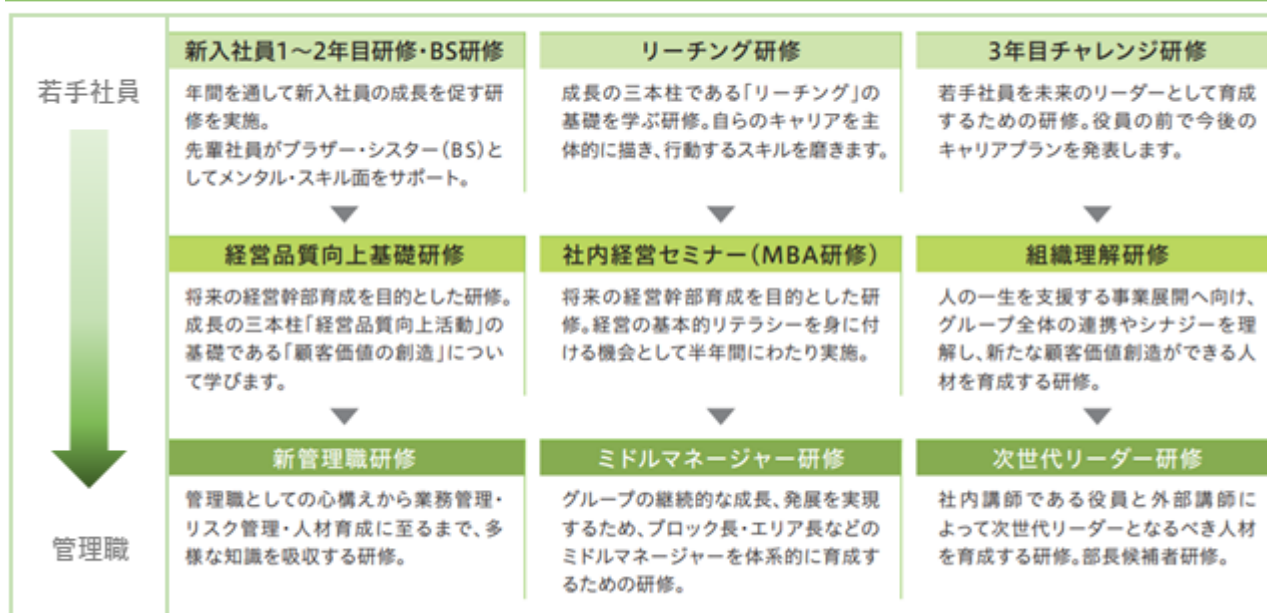 若手社員
管理職
新入社員1～2年目研修・BS研修
年間を通して新入社員の成長を促す研
修を実施。
先輩社員がブラザー・シスター（BS）と
してメンタル・スキル面をサポート。
リーチング研修
成長の三本柱である「リーチング」の
基礎を学ぶ研修。自らのキャリアを主
体的に描き、行動するスキルを磨きます。
3年目チャレンジ研修
若手社員を未来のリーダーとして育成
するための研修。役員の前で今後の
キャリアプランを発表します。
経営品質向上基礎研修
将来の経営幹部育成を目的とした研修。
成長の三本柱「経営品質向上活動」の
基礎である「顧客価値の創造」につい
て学びます。
社内経営セミナー（MBA研修）
将来の経営幹部育成を目的とした研
修。経営の基本的リテラシーを身に付
ける機会として半年間にわたり実施。
組織理解研修
人の一生を支援する事業展開へ向け、
グループ全体の連携やシナジーを理
解し、新たな顧客価値創造ができる人
材を育成する研修。
新管理職研修
管理職としての心構えから業務管理・
リスク管理・人材育成に至るまで、多
様な知識を吸収する研修。
ミドルマネージャー研修
グループの継続的な成長、発展を実現
するため、ブロック長・エリア長などの
ミドルマネージャーを体系的に育成す
るための研修。
次世代リーダー研修
社内講師である役員と外部講師に
よって次世代リーダーとなるべき人材
を育成する研修。部長候補者研修。